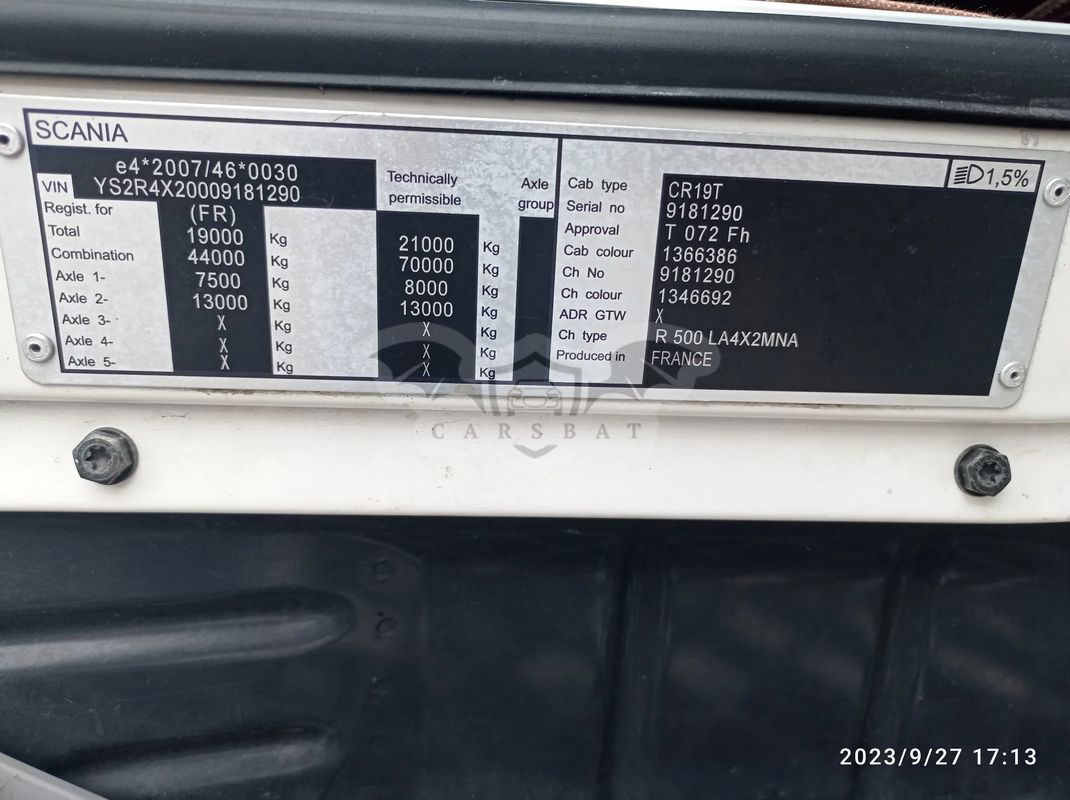 SCANIA
e4*2007/46*0030
VIN YS2R4X20009181290
Regist. for (FR)
Technically permissible
Axle group
Total 19000 Kg 21000 Kg
Combination 44000 Kg 70000 Kg
Axle 1- 7500 Kg 8000 Kg
Axle 2- 13000 Kg 13000 Kg
Axle 3- X Kg X Kg
Axle 4- X Kg X Kg
Axle 5- X Kg X Kg
1,5%
Cab type CR19T
Serial no 9181290
Approval T 072 Fh
Cab colour 1366386
Ch No 9181290
Ch colour 1346692
ADR GTW X
Ch type R 500 LA4X2MNA
Produced in FRANCE
CARSBAT
2023/9/27 17:13